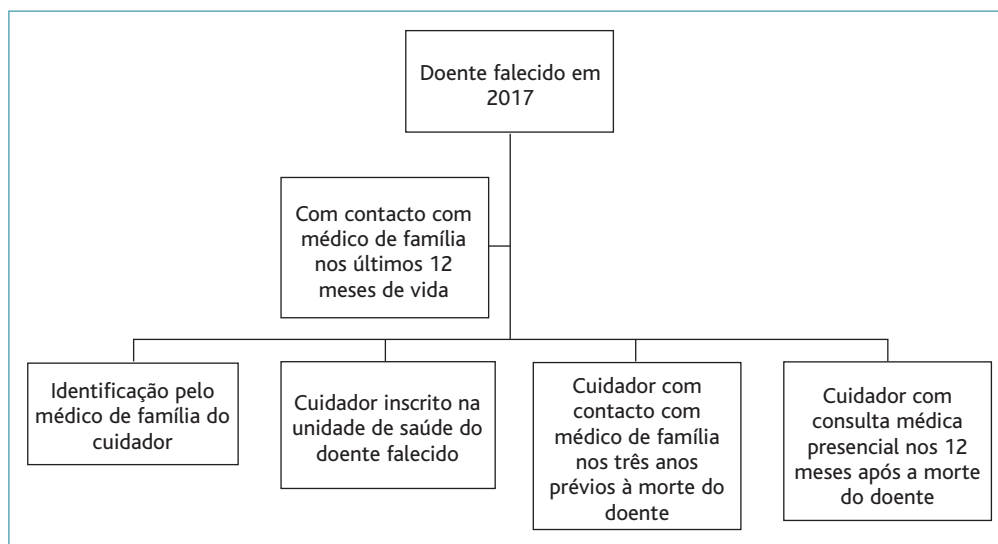 Doente falecido em
2017
Com contacto com
médico de família
nos últimos 12
meses de vida
Identificação pelo
médico de família do
cuidador
Cuidador inscrito na
unidade de saúde do
doente falecido
Cuidador com
contacto com
médico de família
nos três anos
prévios à morte do
doente
Cuidador com
consulta médica
presencial nos 12
meses após a morte
do doente